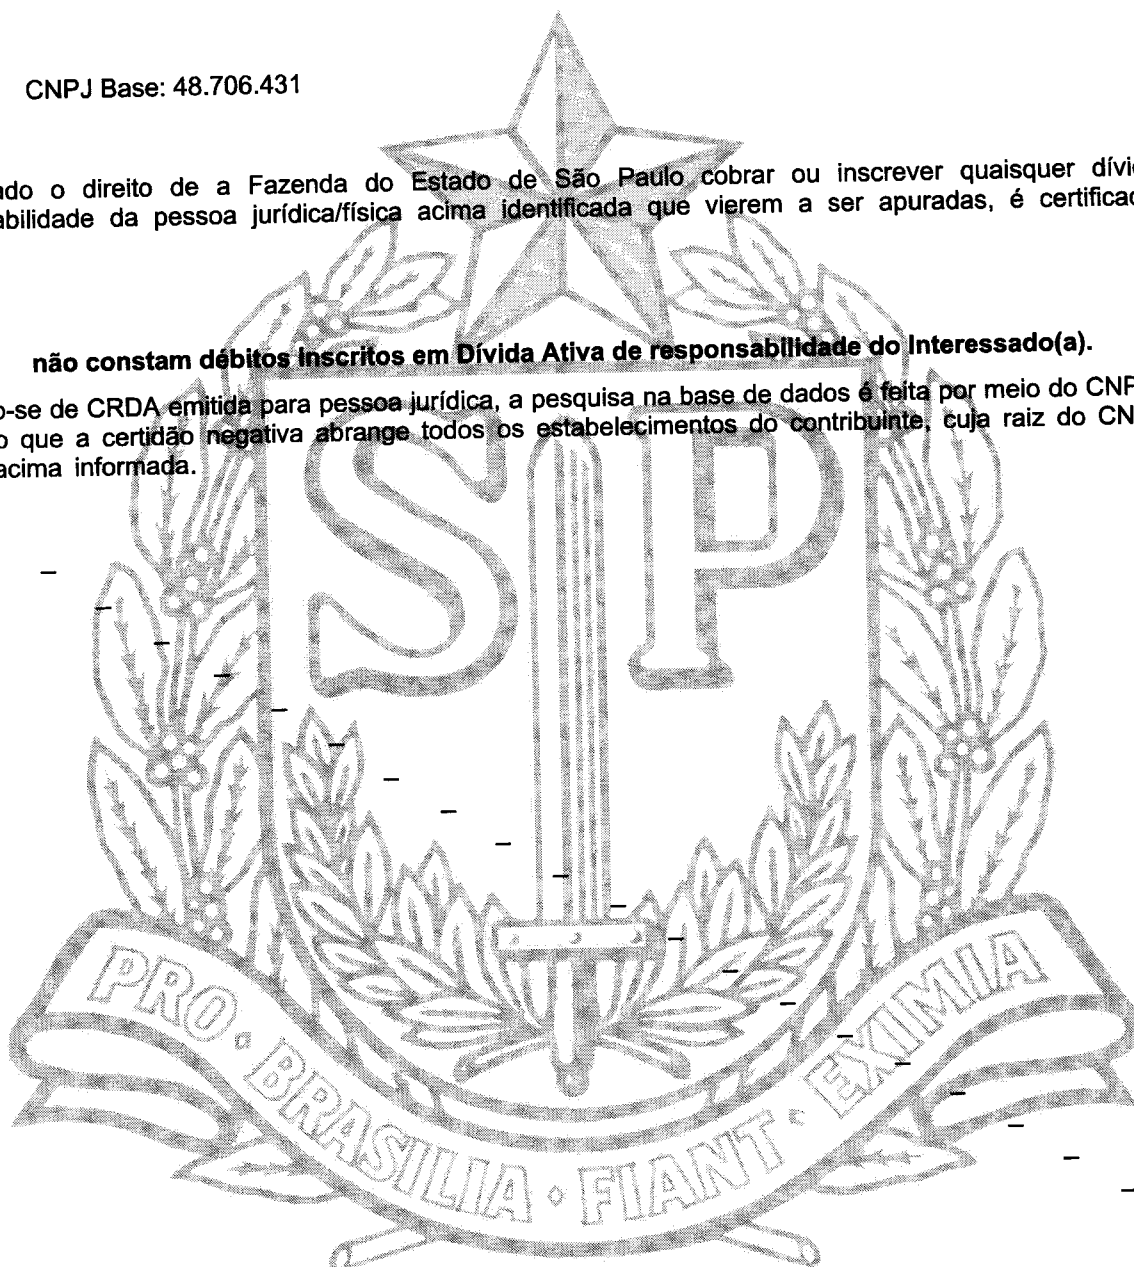 CNPJ Base: 48.706.431
ado o direito de a Fazenda do Estado de São Paulo cobrar ou inscrever quaisquer dívi
abilidade da pessoa jurídica/física acima identificada que vierem a ser apuradas, é certificad
não constam débitos inscritos em Dívida Ativa de responsabilidade do Interessado(a).
o-se de CRDA emitida para pessoa jurídica, a pesquisa na base de dados é feita por meio do CNP
o que a certidão negativa abrange todos os estabelecimentos do contribuinte, cuja raiz do CN
acima informada.
SP
PRO · BRASILIA · FIANT · EXIMIA